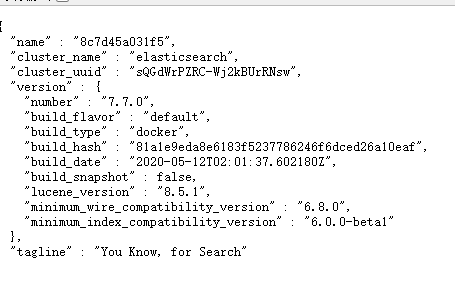 {
"name" : "8c7d45a031f5",
"cluster_name" : "elasticsearch",
"cluster_uuid" : "sQGdWrPZRC-Wj2kBUrRNsw",
"version" : {
"number" : "7.7.0",
"build_flavor" : "default",
"build_type" : "docker",
"build_hash" : "81a1e9eda8e6183f5237786246f6dced26a10eaf",
"build_date" : "2020-05-12T02:01:37.602180Z",
"build_snapshot" : false,
"lucene_version" : "8.5.1",
"minimum_wire_compatibility_version" : "6.8.0",
"minimum_index_compatibility_version" : "6.0.0-beta1"
},
"tagline" : "You Know, for Search"